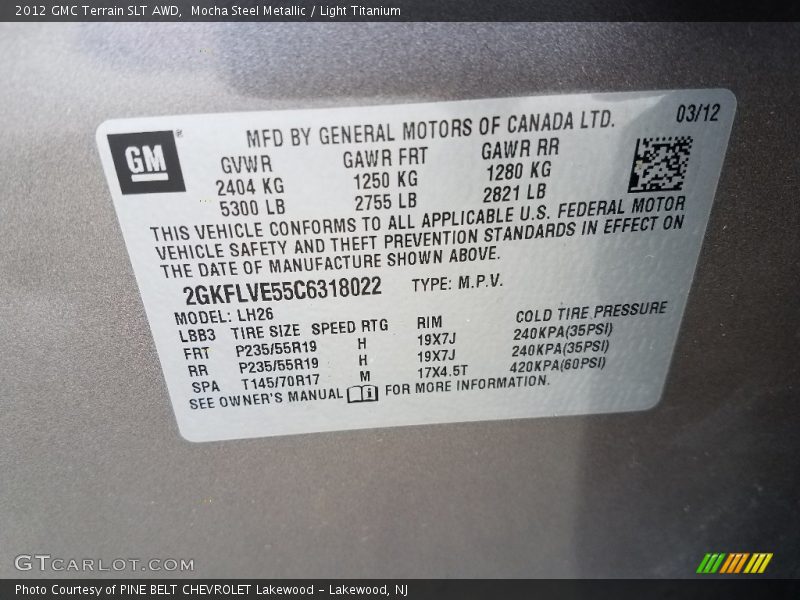 2012 GMC Terrain SLT AWD, Mocha Steel Metallic / Light Titanium
03/12
GM
MFD BY GENERAL MOTORS OF CANADA LTD.
GVWR GAWR FRT GAWR RR
2404 KG 1250 KG 1280 KG
5300 LB 2755 LB 2821 LB
THIS VEHICLE CONFORMS TO ALL APPLICABLE U.S. FEDERAL MOTOR
VEHICLE SAFETY AND THEFT PREVENTION STANDARDS IN EFFECT ON
THE DATE OF MANUFACTURE SHOWN ABOVE.
2GKFLVE55C6318022 TYPE: M.P.V.
MODEL: LH26
LBB3 TIRE SIZE SPEED RTG RIM COLD TIRE PRESSURE
FRT P235/55R19 H 19X7J 240KPA(35PSI)
RR P235/55R19 H 19X7J 240KPA(35PSI)
SPA T145/70R17 M 17X4.5T 420KPA(60PSI)
SEE OWNER'S MANUAL i FOR MORE INFORMATION.
GTCARLOT.COM
Photo Courtesy of PINE BELT CHEVROLET Lakewood - Lakewood, NJ